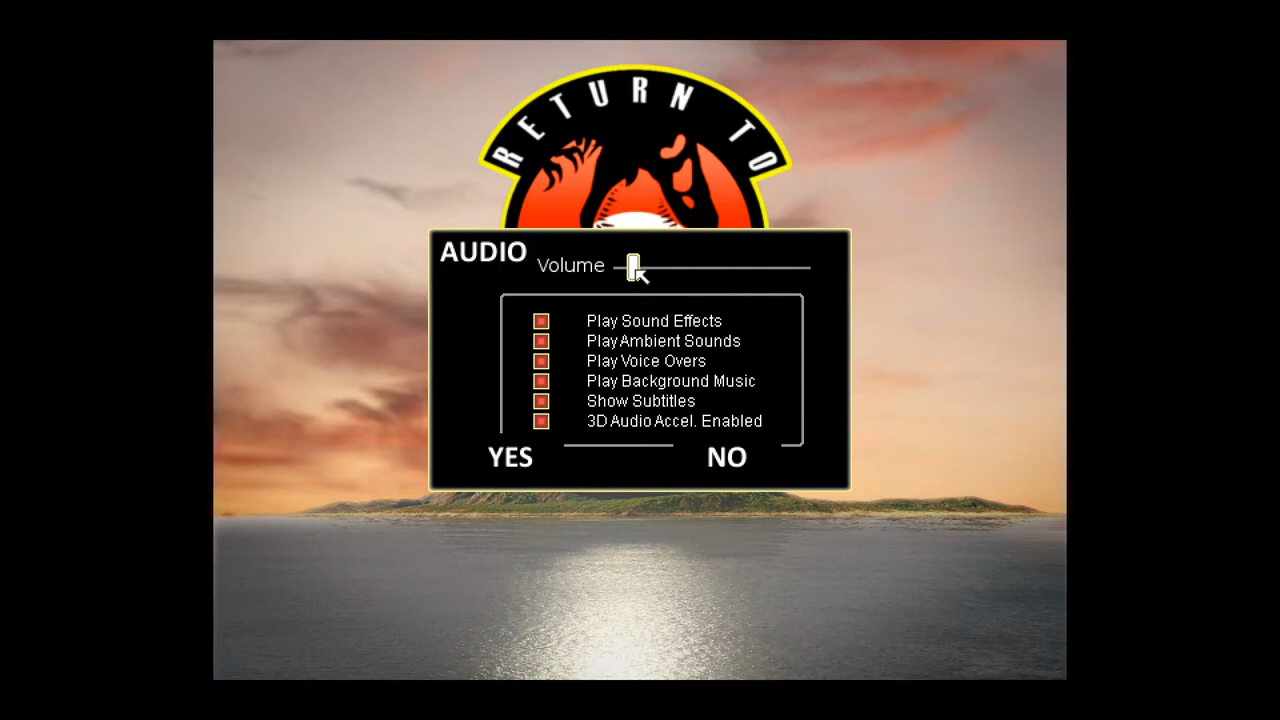 RETURN TO
AUDIO
Volume
Play Sound Effects
Play Ambient Sounds
Play Voice Overs
Play Background Music
Show Subtitles
3D Audio Accel. Enabled
YES NO